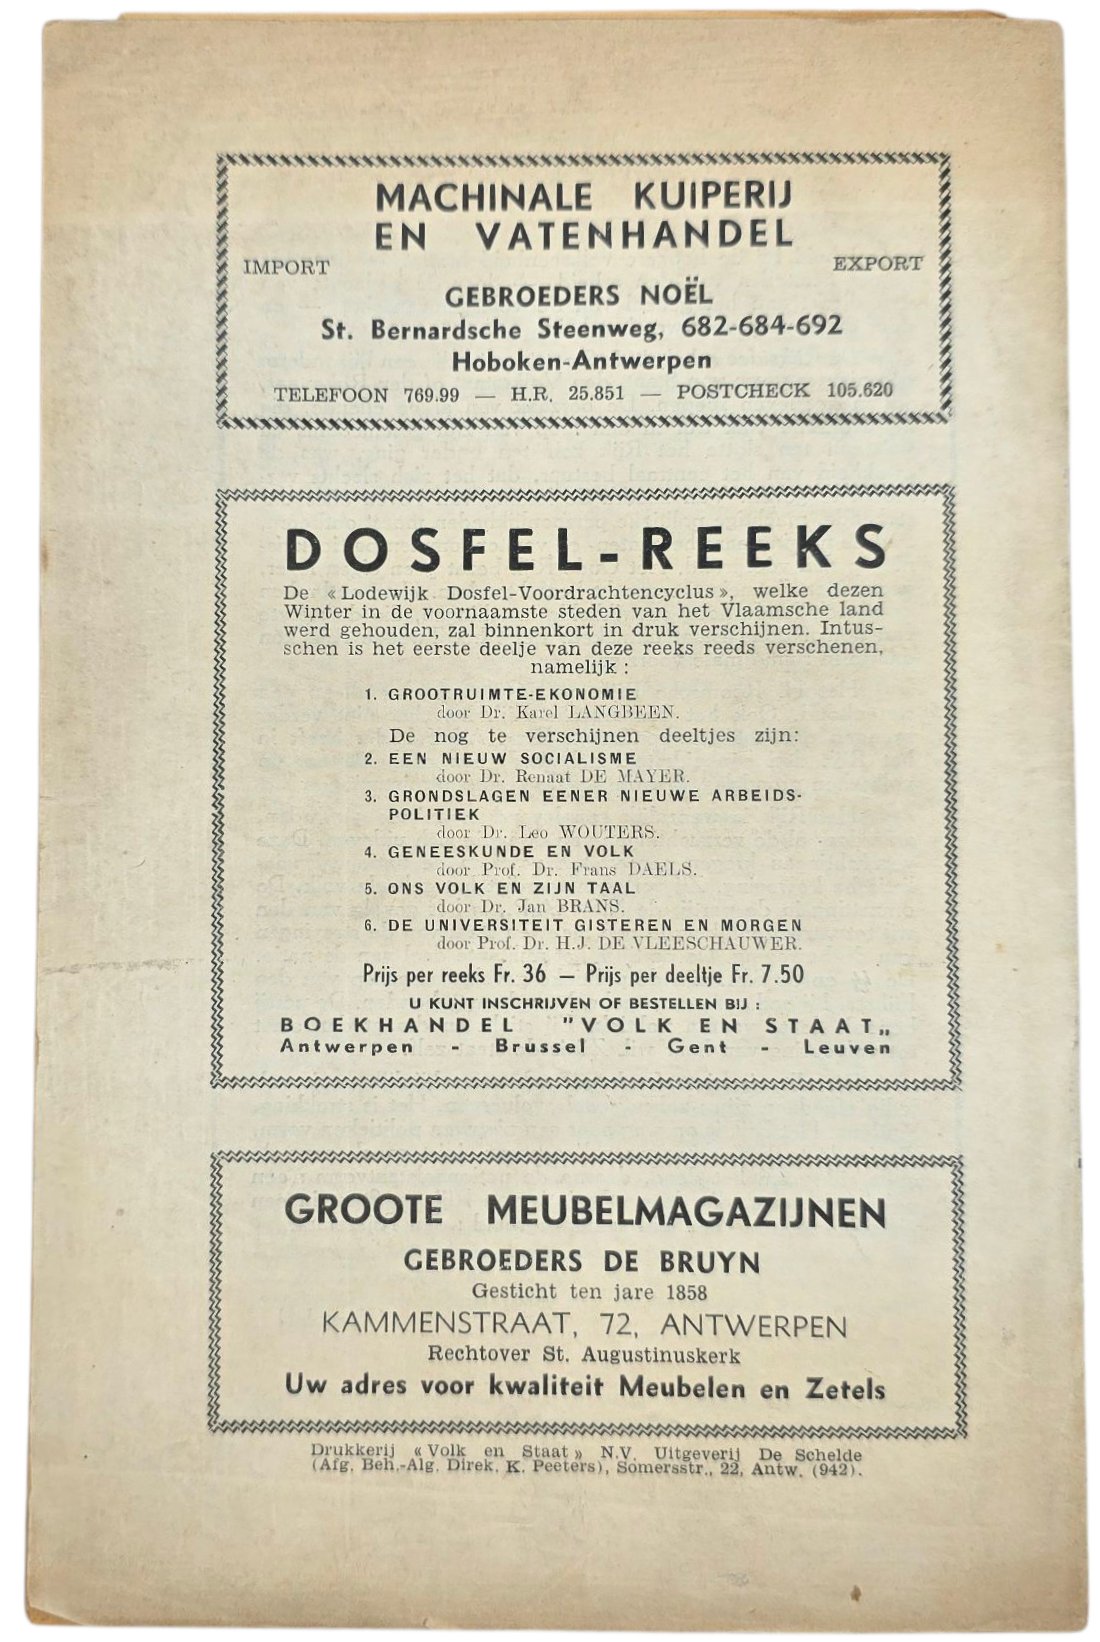 MACHINALE KUIPERIJ
EN VATENHANDEL
IMPORT EXPORT
GEBROEDERS NOËL
St. Bernardsche Steenweg, 682-684-692
Hoboken-Antwerpen
TELEFOON 769.99 — H.R. 25.851 — POSTCHECK 105.620
DOSFEL-REEKS
De «Lodewijk Dosfel-Voordrachtencyclus», welke dezen
Winter in de voornaamste steden van het Vlaamsche land
werd gehouden, zal binnenkort in druk verschijnen. Intus-
schen is het eerste deelje van deze reeks reeds verschenen,
namelijk :
1. GROOTRUIMTE-EKONOMIE
door Dr. Karel LANGBEEN.
De nog te verschijnen deeltjes zijn:
2. EEN NIEUW SOCIALISME
door Dr. Renaat DE MAYER.
3. GRONDSLAGEN EENER NIEUWE ARBEIDS-
POLITIEK
door Dr. Leo WOUTERS.
4. GENEESKUNDE EN VOLK
door Prof. Dr. Frans DAELS.
5. ONS VOLK EN ZIJN TAAL
door Dr. Jan BRANS.
6. DE UNIVERSITEIT GISTEREN EN MORGEN
door Prof. Dr. H.J. DE VLEESCHAUWER.
Prijs per reeks Fr. 36 — Prijs per deeltje Fr. 7.50
U KUNT INSCHRIJVEN OF BESTELLEN BIJ :
BOEKHANDEL "VOLK EN STAAT„
Antwerpen - Brussel - Gent - Leuven
GROOTE MEUBELMAGAZIJNEN
GEBROEDERS DE BRUYN
Gesticht ten jare 1858
KAMMENSTRAAT, 72, ANTWERPEN
Rechtover St. Augustinuskerk
Uw adres voor kwaliteit Meubelen en Zetels
Drukkerij «Volk en Staat» N.V. Uitgeverij De Schelde
(Afg. Beh.-Alg. Direk. K. Peeters), Somersstr., 22, Antw. (942).